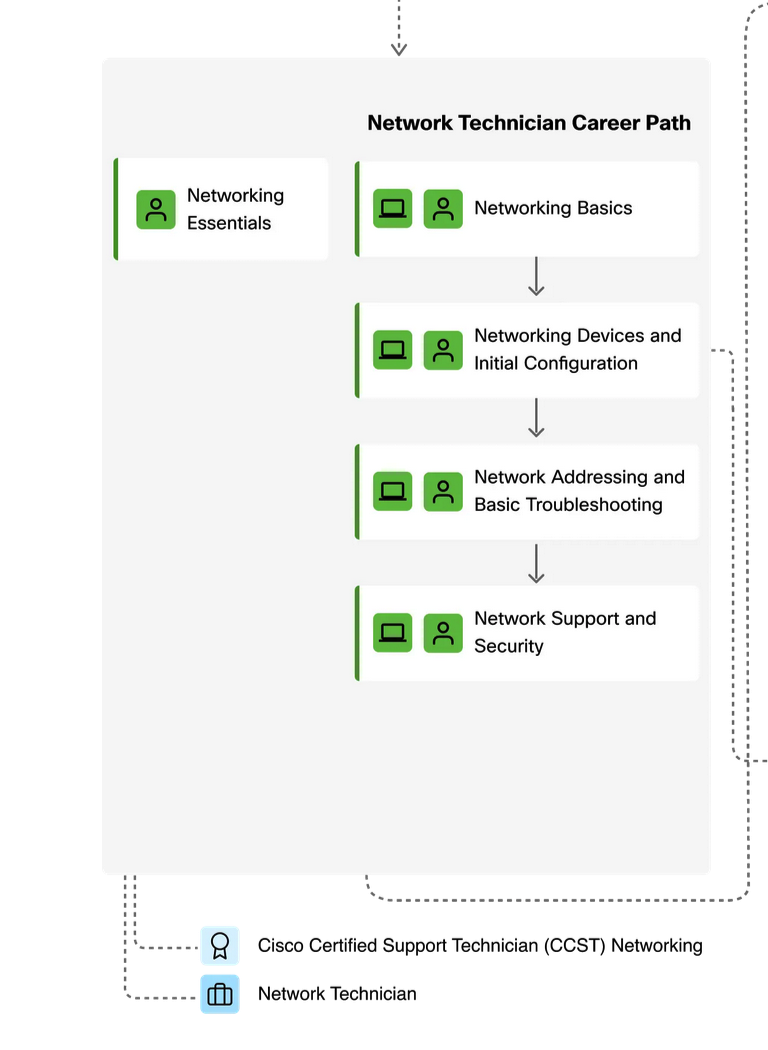 Network Technician Career Path
Networking
Essentials
Networking Basics
Networking Devices and
Initial Configuration
Network Addressing and
Basic Troubleshooting
Network Support and
Security
Cisco Certified Support Technician (CCST) Networking
Network Technician